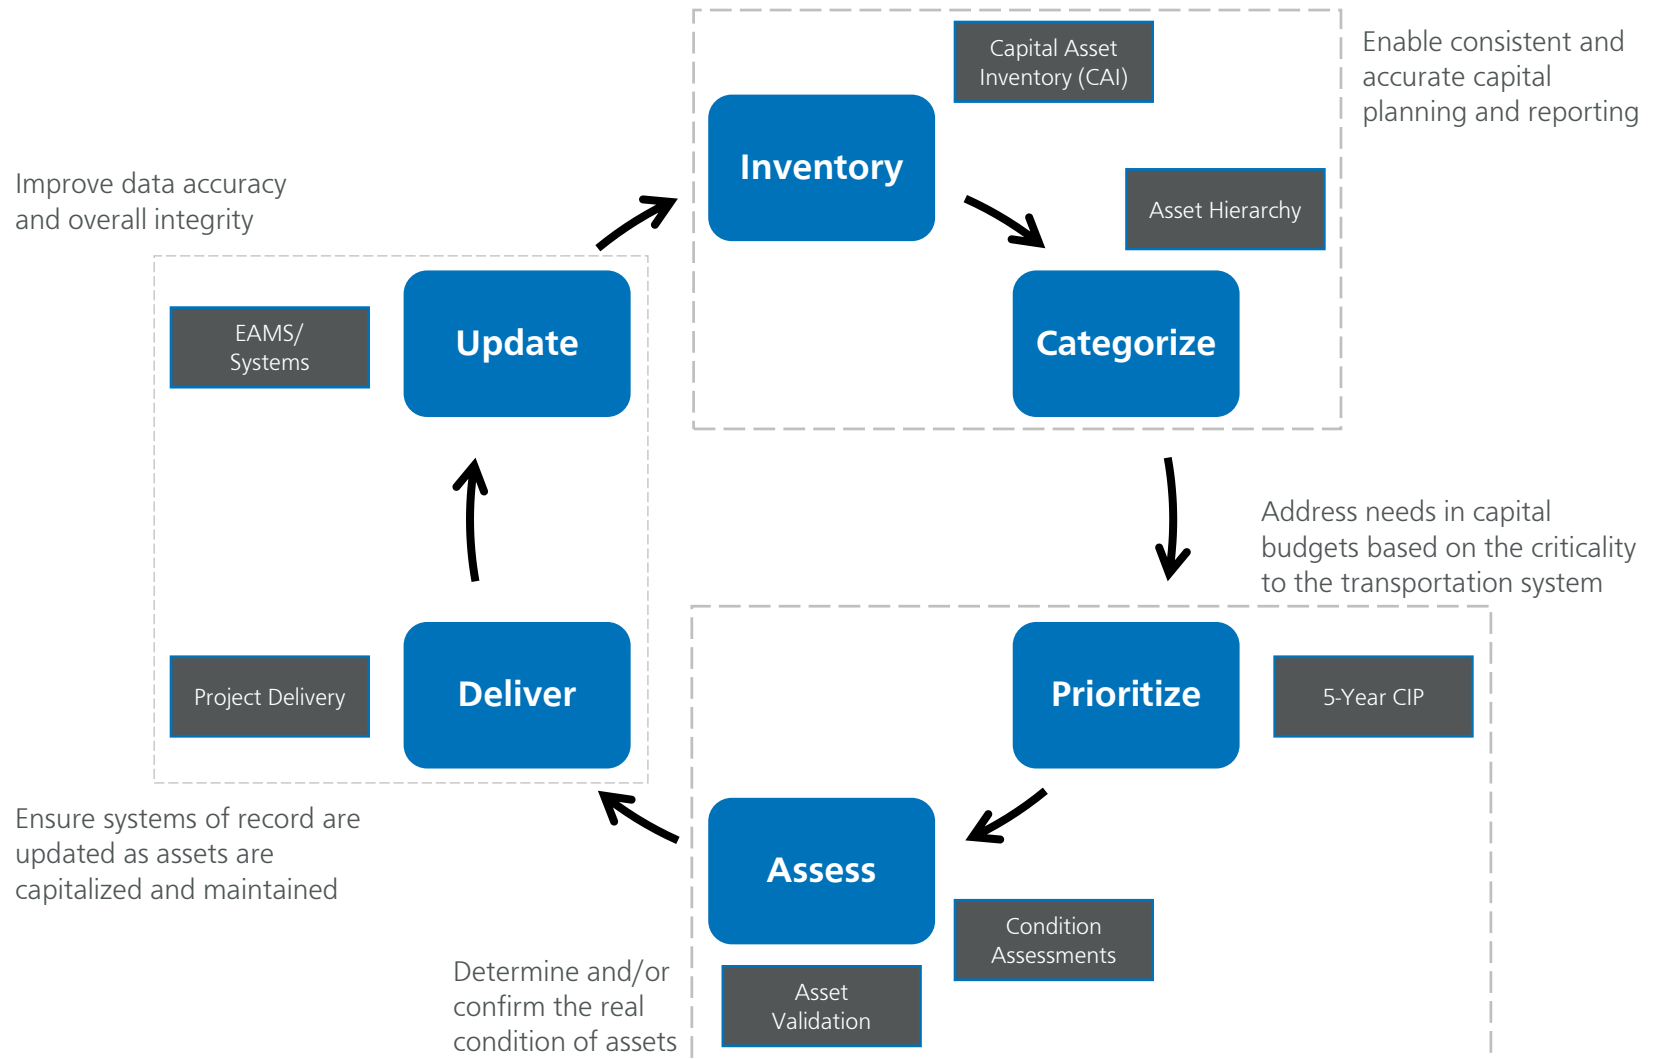 Capital Asset
Inventory (CAI)
Enable consistent and
accurate capital
planning and reporting
Inventory
Asset Hierarchy
Improve data accuracy
and overall integrity
Update
EAMS/
Systems
Categorize
Address needs in capital
budgets based on the criticality
to the transportation system
Project Delivery
Deliver
Prioritize
5-Year CIP
Ensure systems of record are
updated as assets are
capitalized and maintained
Assess
Condition
Assessments
Determine and/or
confirm the real
condition of assets
Asset
Validation